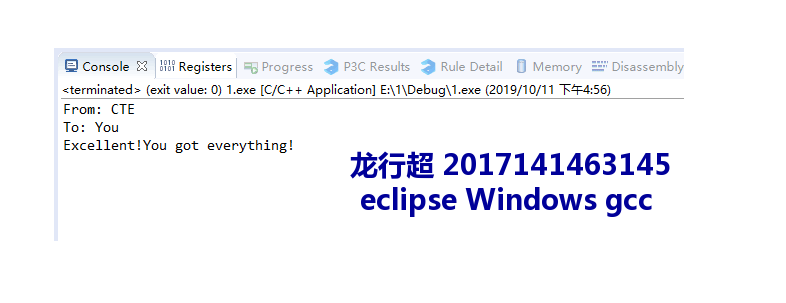 Console Registers Progress P3C Results Rule Detail Memory Disassembly
<terminated> (exit value: 0) 1.exe [C/C++ Application] E:\1\Debug\1.exe (2019/10/11 下午4:56)
From: CTE
To: You
Excellent!You got everything!
龙行超 2017141463145
eclipse Windows gcc